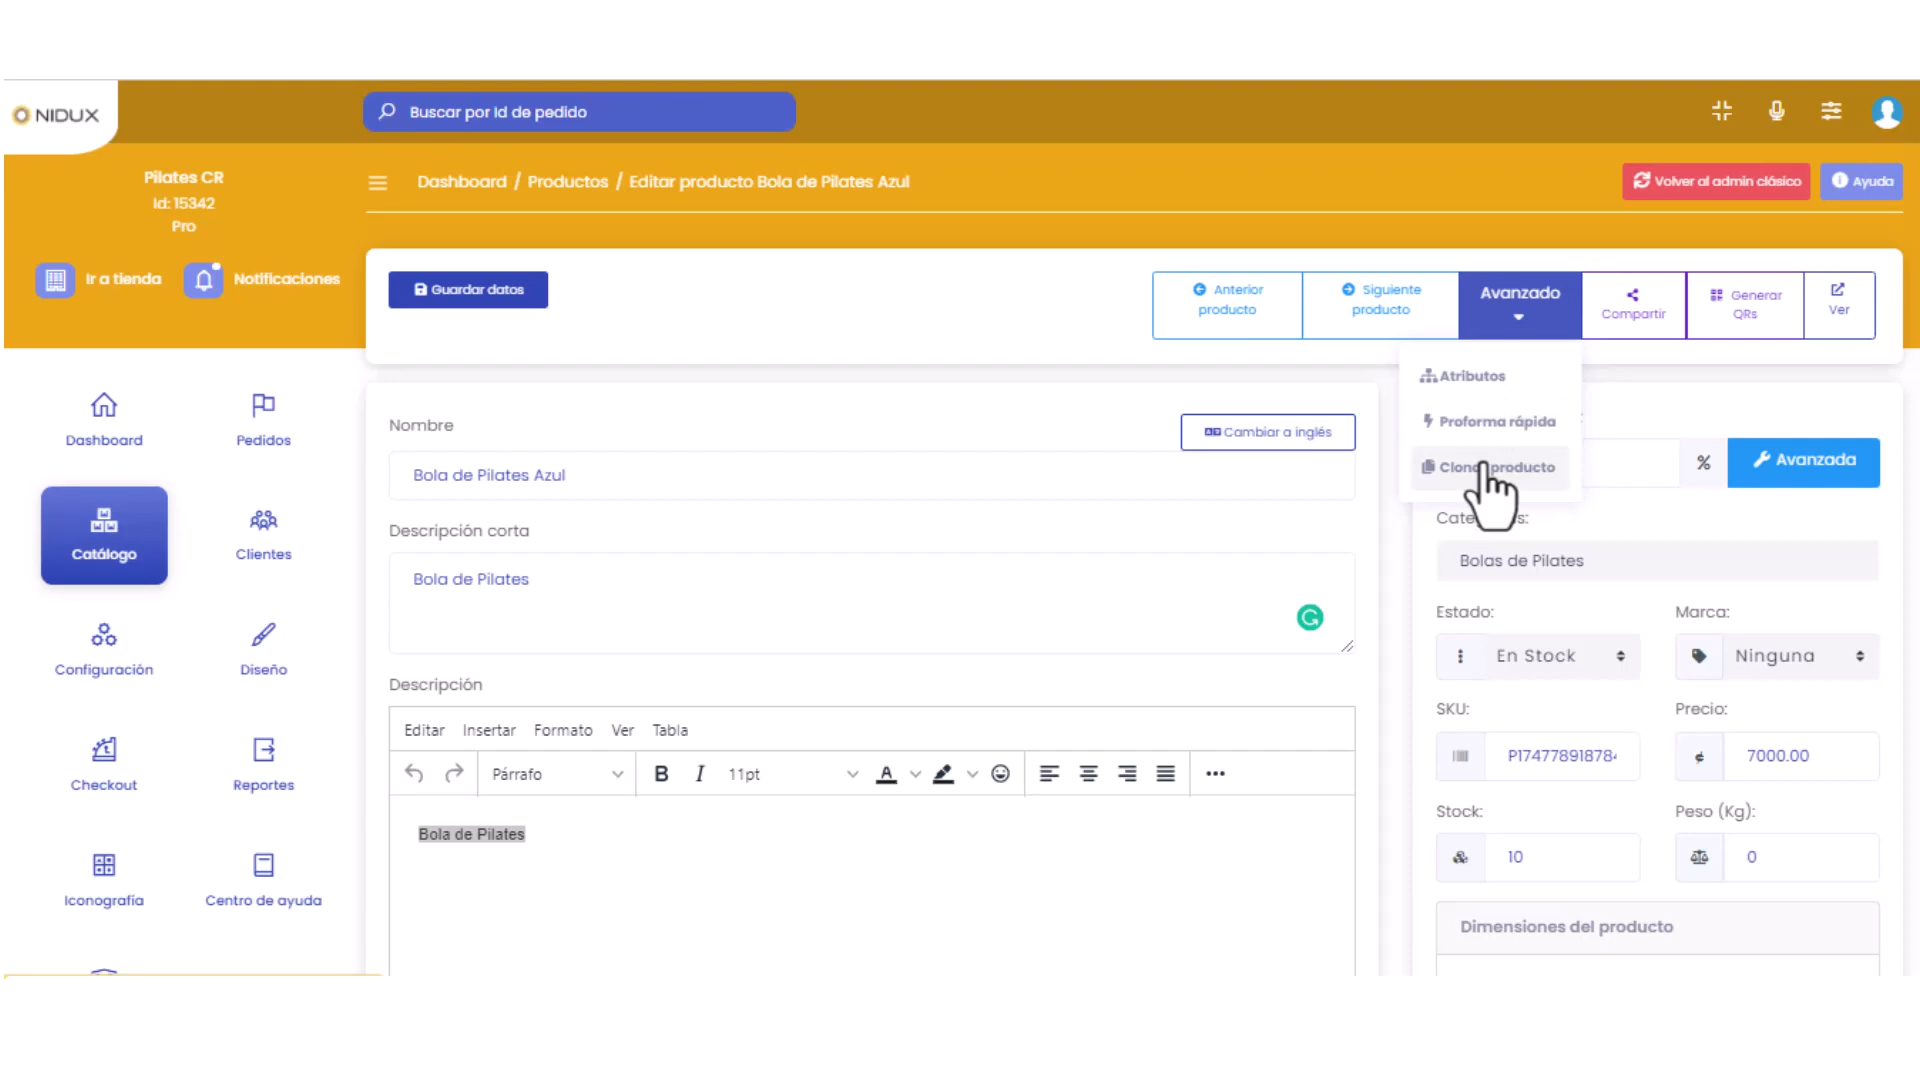 NIDUX
Buscar por Id de pedido
Pilates CR
Id: 15342
Pro
Dashboard / Productos / Editar producto Bola de Pilates Azul
Volver al admin clásico
Ayuda
Ir a tienda
Notificaciones
Guardar datos
Anterior
producto
Siguiente
producto
Avanzado
Compartir
Generar
QRs
Ver
Atributos
Proforma rápida
producto
Dashboard
Pedidos
Catálogo
Clientes
Configuración
Diseño
Checkout
Reportes
Iconografía
Centro de ayuda
Nombre
Cambiar a inglés
Bola de Pilates Azul
Descripción corta
Bola de Pilates
Descripción
Editar Insertar Formato Ver Tabla
Párrafo B I 11pt A
Bola de Pilates
% Avanzada
Bolas de Pilates
Estado:
Marca:
En Stock
Ninguna
SKU:
Precio:
P174778918784
7000.00
Stock:
Peso (Kg):
10
0
Dimensiones del producto